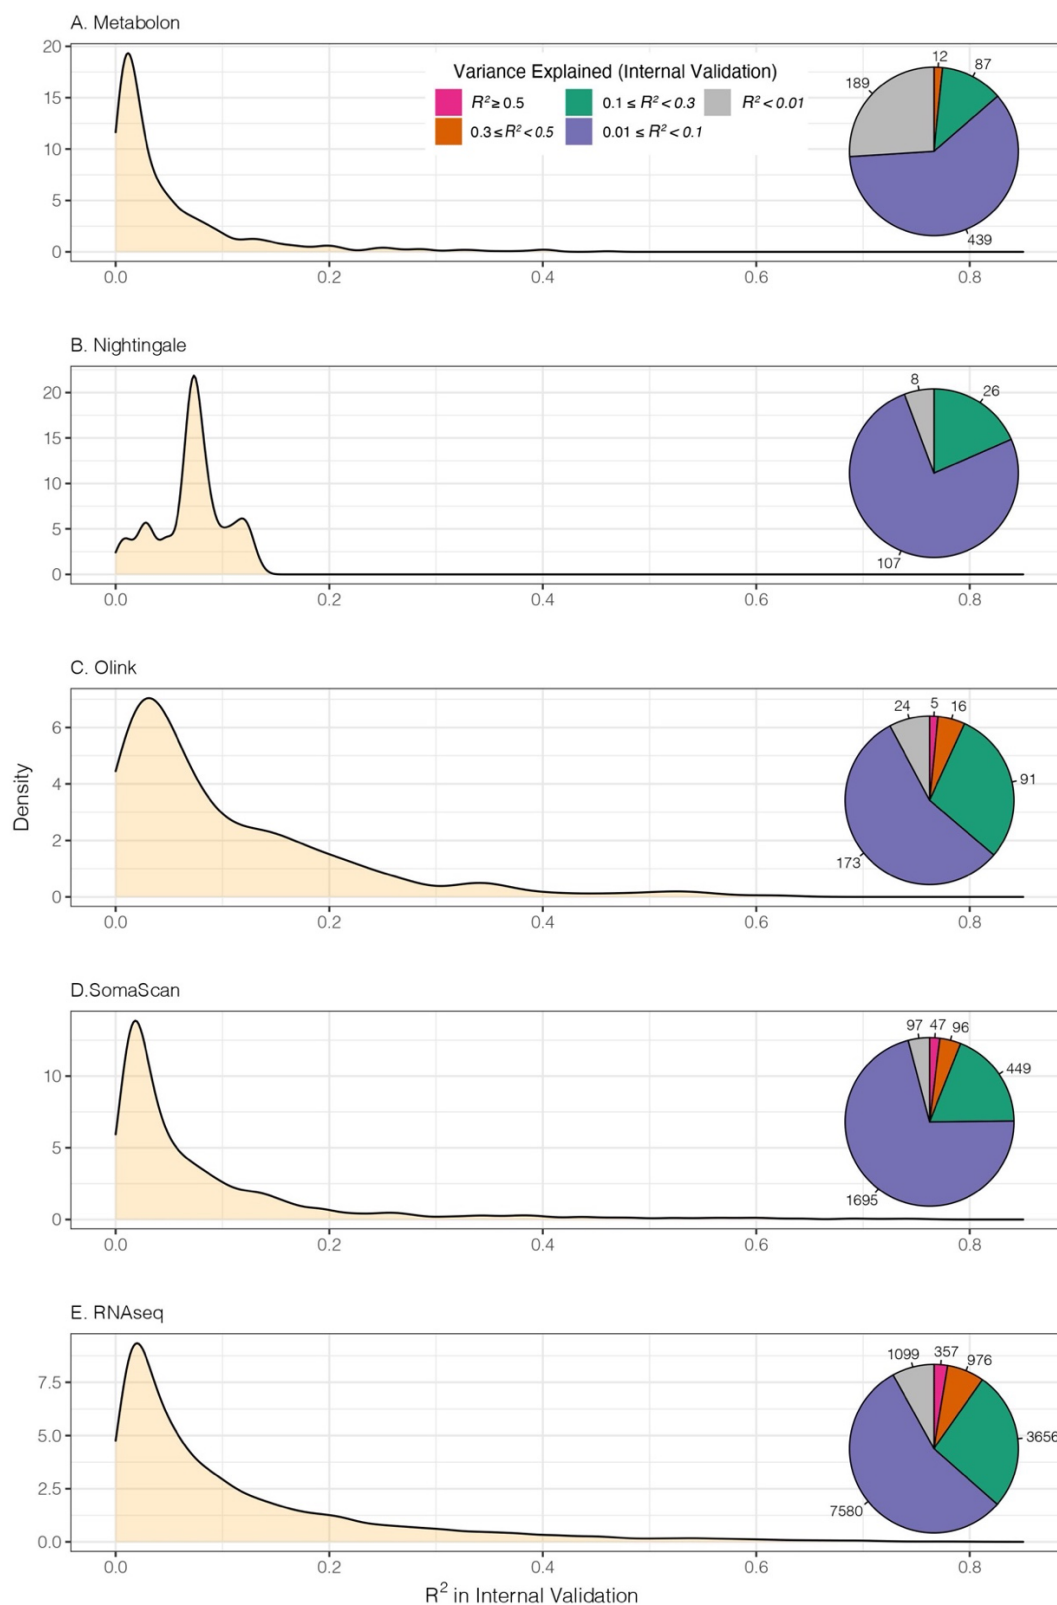 A. Metabolon
20
15
10
5
0
Variance Explained (Internal Validation)
R² ≥ 0.5
0.1 ≤ R² < 0.3
R² < 0.01
0.3 ≤ R² < 0.5
0.01 ≤ R² < 0.1
12
87
189
439
0.0 0.2 0.4 0.6 0.8
B. Nightingale
20
15
10
5
0
8
26
107
0.0 0.2 0.4 0.6 0.8
C. Olink
6
4
2
0
24
5
16
91
173
0.0 0.2 0.4 0.6 0.8
Density
D.SomaScan
10
5
0
97
47
96
449
1695
0.0 0.2 0.4 0.6 0.8
E. RNAseq
7.5
5.0
2.5
0.0
1099
357
976
3656
7580
0.0 0.2 0.4 0.6 0.8
R² in Internal Validation